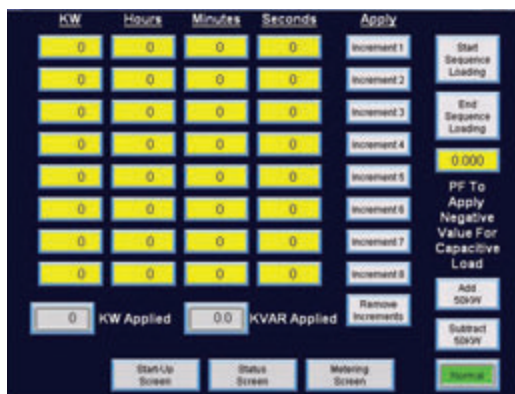 KW Hours Minutes Seconds Apply
0 0 0 0 Increment 1
0 0 0 0 Increment 2
0 0 0 0 Increment 3
0 0 0 0 Increment 4
0 0 0 0 Increment 5
0 0 0 0 Increment 6
0 0 0 0 Increment 7
0 0 0 0 Increment 8
0 KW Applied 0.0 KVAR Applied
Remove
Increments
Start-Up
Screen
Status
Screen
Metering
Screen
Start
Sequence
Loading
End
Sequence
Loading
0.000
PF To
Apply
Negative
Value For
Capacitive
Load
Add
50KW
Subtract
50KW
Normal